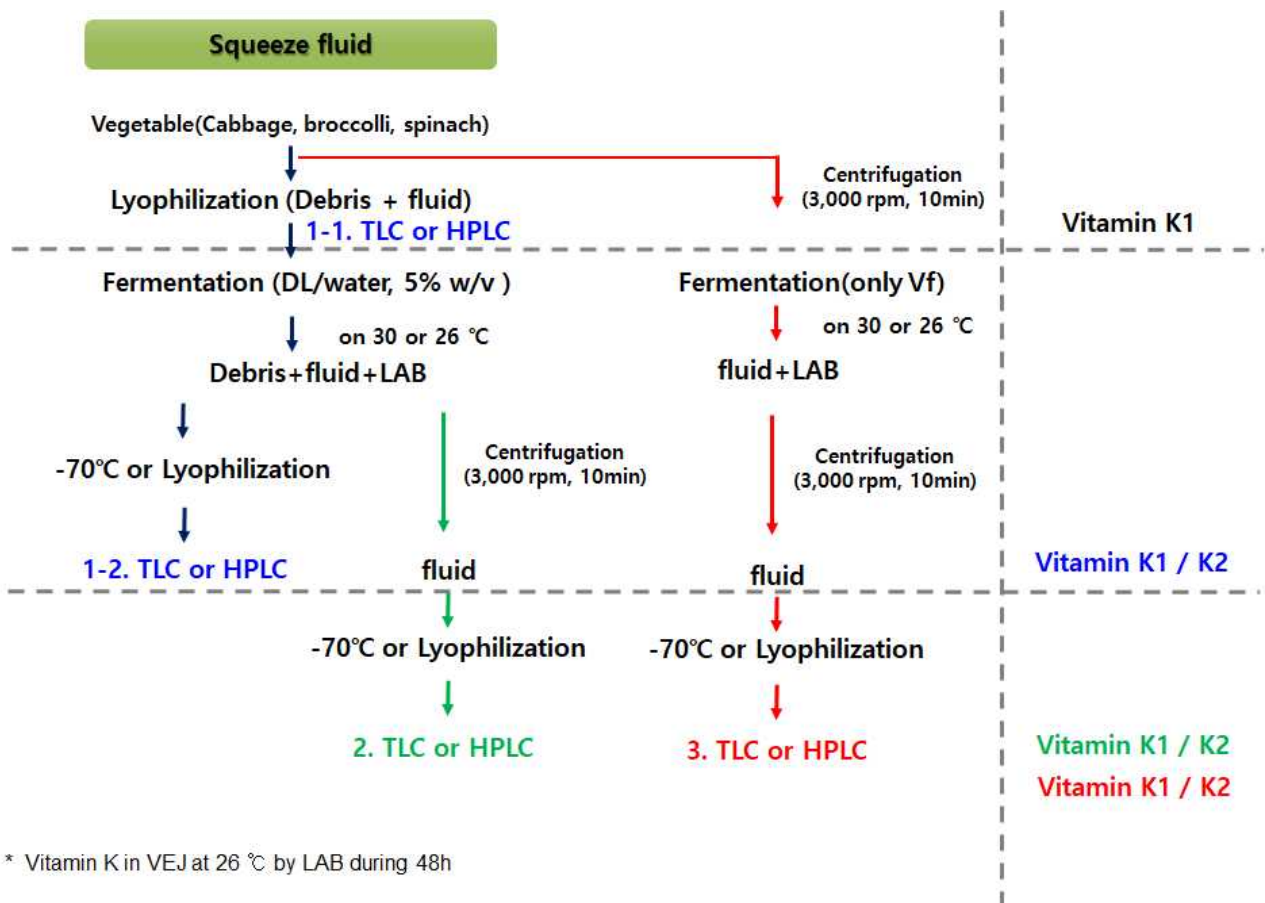 Squeeze fluid
Vegetable(Cabbage, broccolli, spinach)
Centrifugation
(3,000 rpm, 10min)
Lyophilization (Debris + fluid)
1-1. TLC or HPLC
Vitamin K1
Fermentation (DL/water, 5% w/v )
Fermentation(only Vf)
on 30 or 26 ℃
on 30 or 26 ℃
Debris+fluid+LAB
fluid+LAB
-70℃ or Lyophilization
Centrifugation
(3,000 rpm, 10min)
Centrifugation
(3,000 rpm, 10min)
1-2. TLC or HPLC
fluid
fluid
Vitamin K1 / K2
-70℃ or Lyophilization
-70℃ or Lyophilization
2. TLC or HPLC
3. TLC or HPLC
Vitamin K1 / K2
Vitamin K1 / K2
* Vitamin K in VEJ at 26 ℃ by LAB during 48h